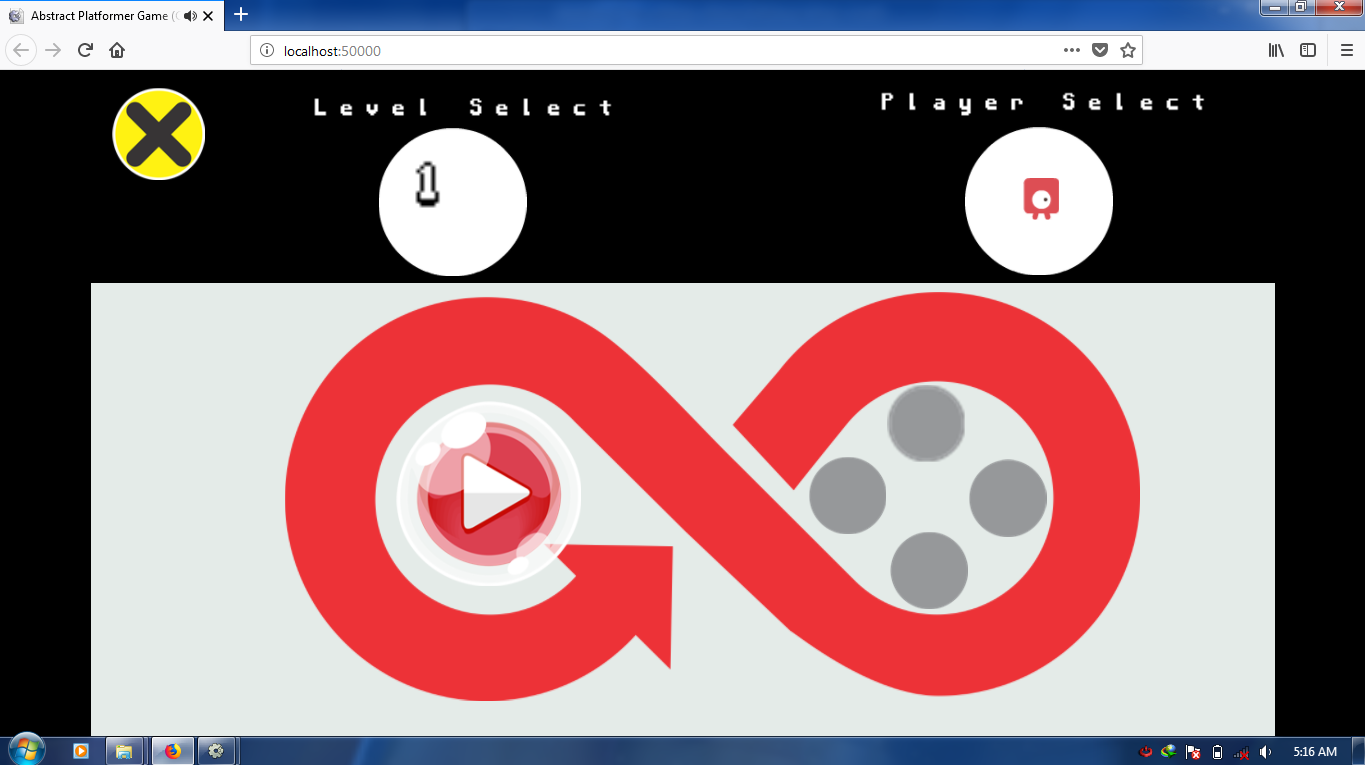 Abstract Platformer Game (C
localhost:50000
Level Select
Player Select
1
5:16 AM